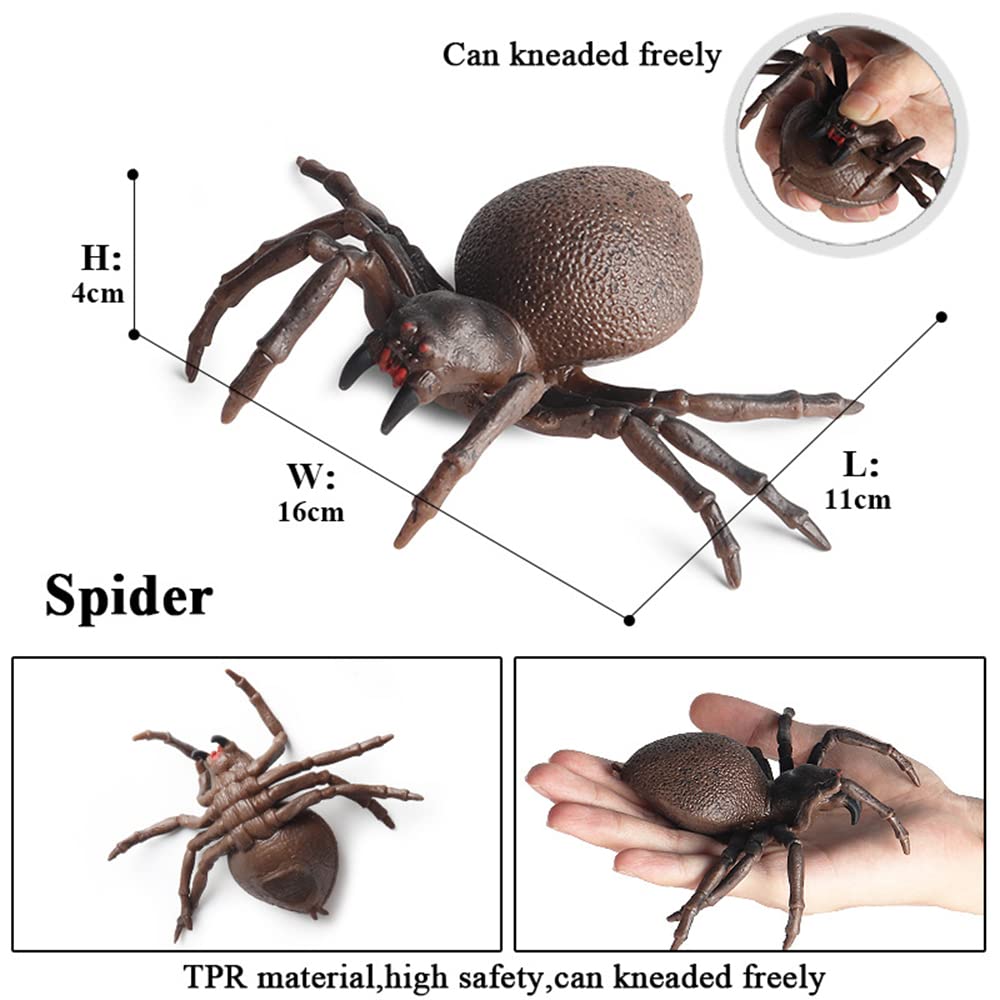 Can kneaded freely
H:
4cm
W:
16cm
L:
11cm
Spider
TPR material,high safety,can kneaded freely